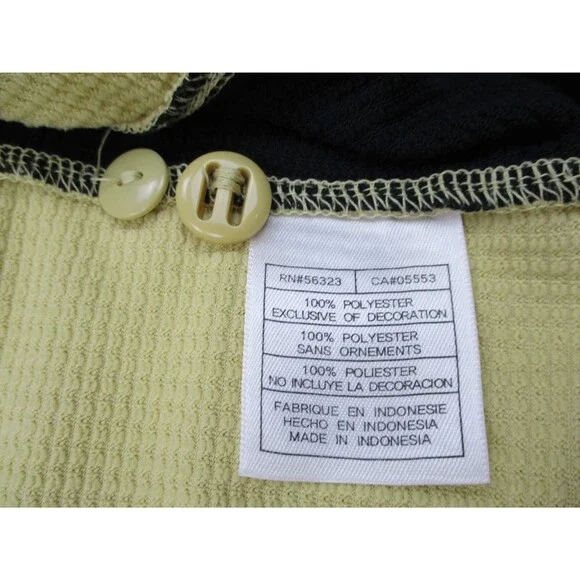 RN#56323 CA#05553
100% POLYESTER
EXCLUSIVE OF DECORATION
100% POLYESTER
SANS ORNEMENTS
100% POLIESTER
NO INCLUYE LA DECORACION
FABRIQUE EN INDONESIE
HECHO EN INDONESIA
MADE IN INDONESIA